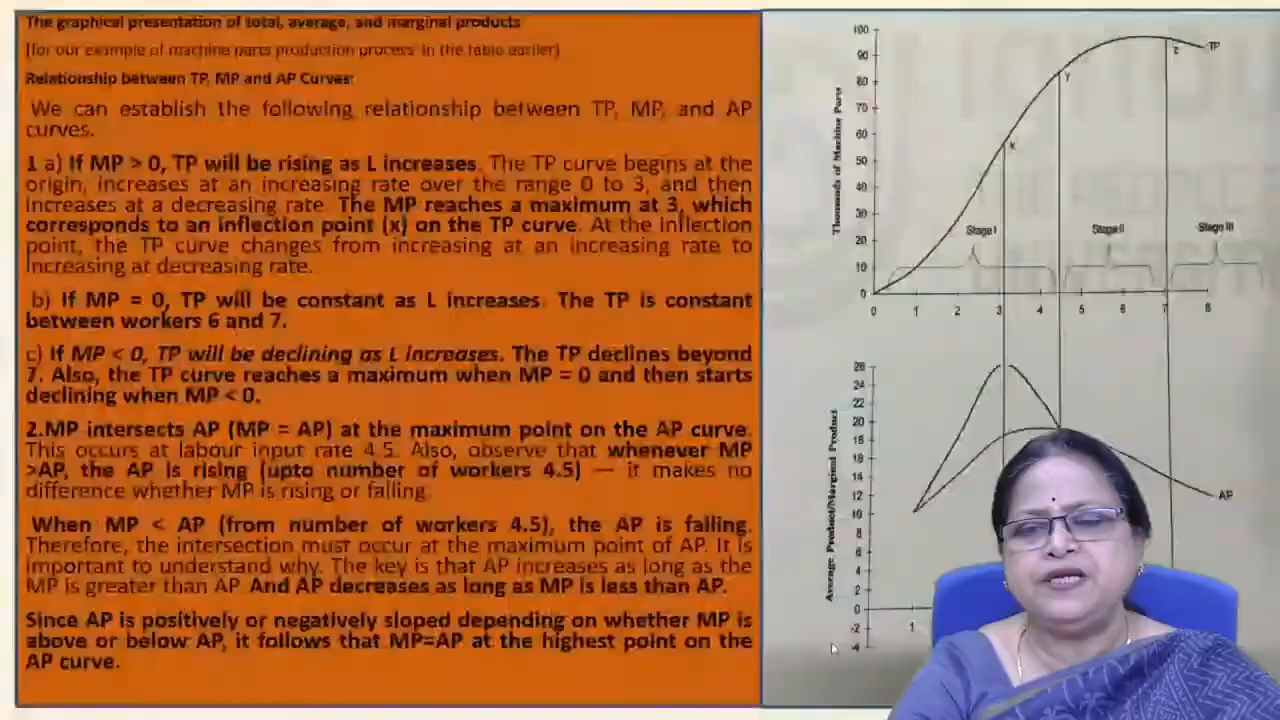 The graphical presentation of total, average, and marginal products
(for our example of machine parts production process in the table earlier)
Relationship between TP, MP and AP Curves:
We can establish the following relationship between TP, MP, and AP
curves.
1 a) If MP > 0, TP will be rising as L increases. The TP curve begins at the
origin, increases at an increasing rate over the range 0 to 3, and then
increases at a decreasing rate. The MP reaches a maximum at 3, which
corresponds to an inflection point (x) on the TP curve. At the inflection
point, the TP curve changes from increasing at an increasing rate to
increasing at decreasing rate.
b) If MP = 0, TP will be constant as L increases. The TP is constant
between workers 6 and 7.
c) If MP < 0, TP will be declining as L increases. The TP declines beyond
7. Also, the TP curve reaches a maximum when MP = 0 and then starts
declining when MP < 0.
2.MP intersects AP (MP = AP) at the maximum point on the AP curve.
This occurs at labour input rate 4.5. Also, observe that whenever MP
>AP, the AP is rising (upto number of workers 4.5) — it makes no
difference whether MP is rising or falling.
When MP < AP (from number of workers 4.5), the AP is falling.
Therefore, the intersection must occur at the maximum point of AP. It is
important to understand why. The key is that AP increases as long as the
MP is greater than AP. And AP decreases as long as MP is less than AP.
Since AP is positively or negatively sloped depending on whether MP is
above or below AP, it follows that MP=AP at the highest point on the
AP curve.
Thousands of Machine Parts
100
90
80
70
60
50
40
30
20
10
0
0 1 2 3 4 5 6 7 8
x
y
z
TP
Stage I
Stage II
Stage III
Average Product/Marginal Product
26
24
22
20
18
16
14
12
10
8
6
4
2
0
-2
-4
1
AP